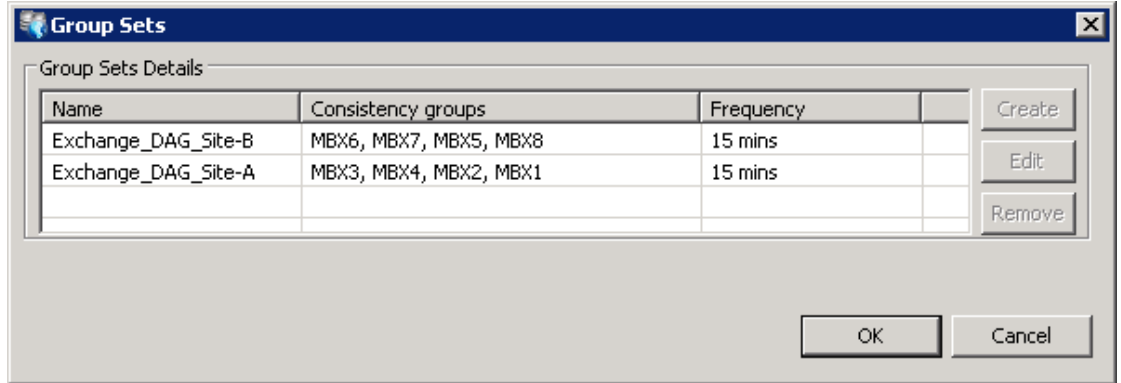 Group Sets
Group Sets Details
Name Consistency groups Frequency
Exchange_DAG_Site-B MBX6, MBX7, MBX5, MBX8 15 mins
Exchange_DAG_Site-A MBX3, MBX4, MBX2, MBX1 15 mins
Create
Edit
Remove
OK Cancel